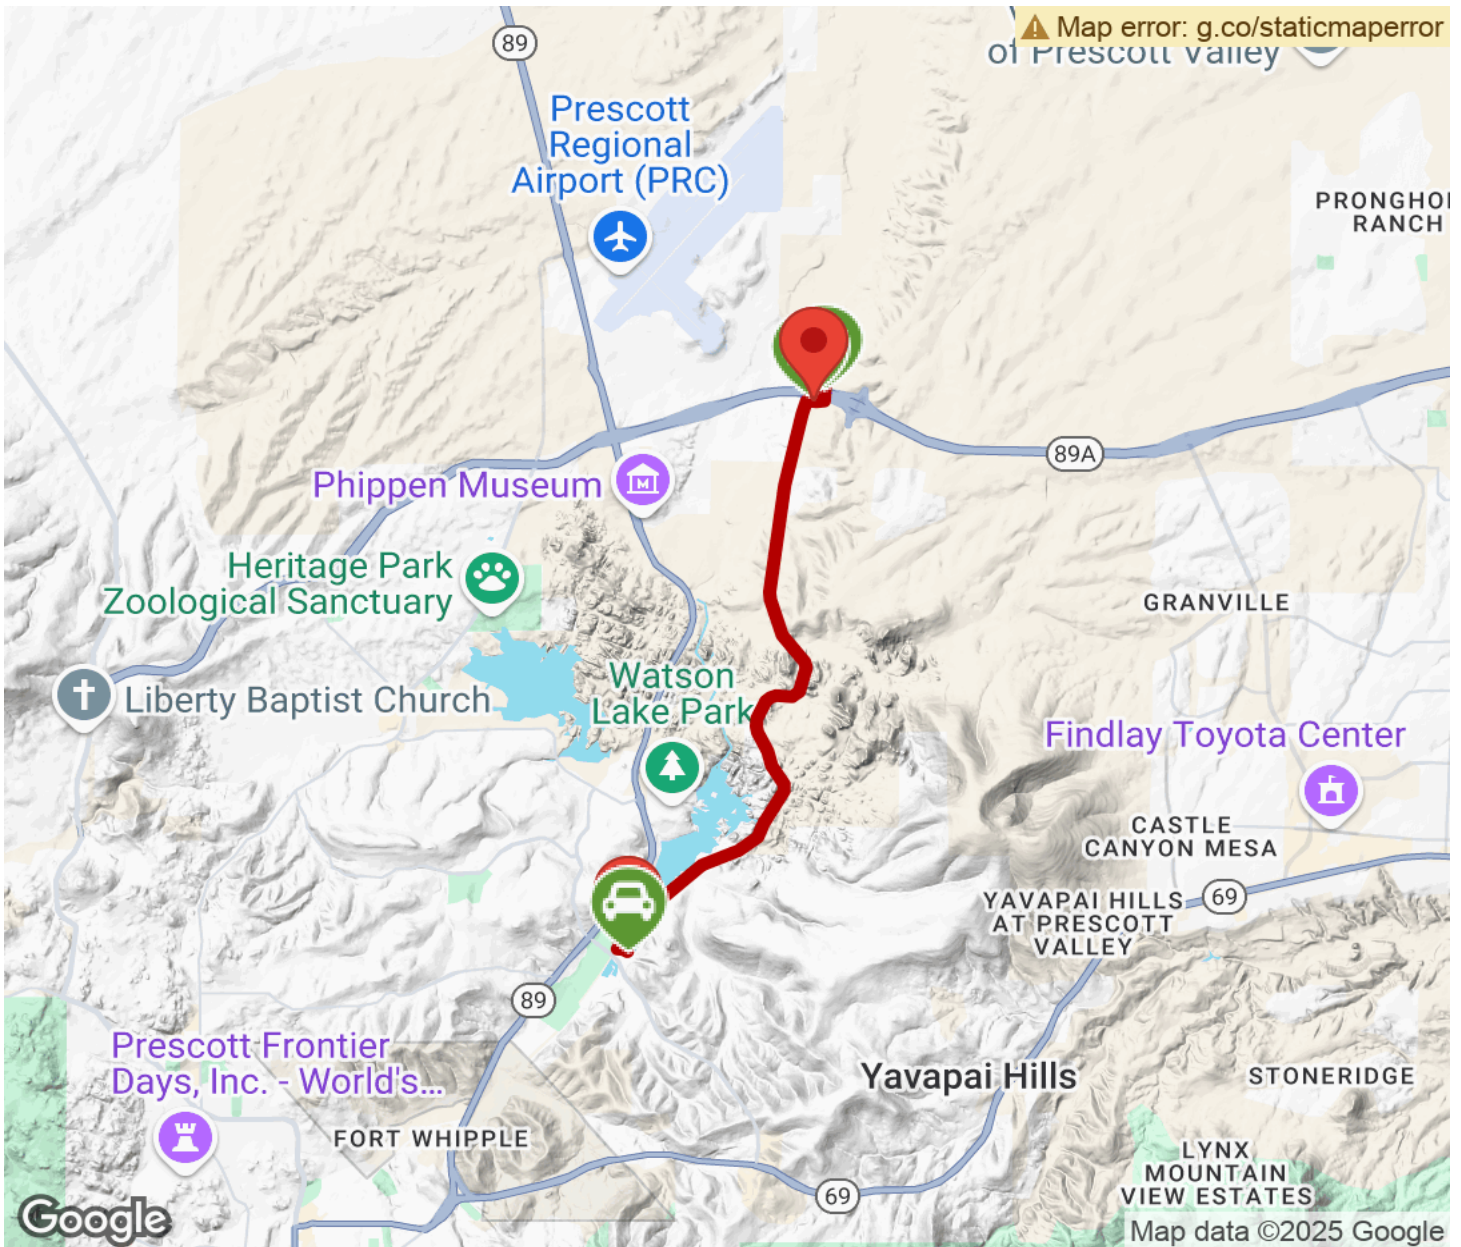 Map error: g.co/staticmaperror
of Prescott Valley
89
Prescott
Regional
Airport (PRC)
PRONGHO
RANCH
89A
Phippen Museum
Heritage Park
Zoological Sanctuary
GRANVILLE
Watson
Lake Park
Liberty Baptist Church
Findlay Toyota Center
CASTLE
CANYON MESA
YAVAPAI HILLS
AT PRESCOTT
VALLEY
69
89
Prescott Frontier
Days, Inc. - World's...
Yavapai Hills
STONERIDGE
FORT WHIPPLE
LYNX
MOUNTAIN
VIEW ESTATES
69
Google
Map data ©2025 Google